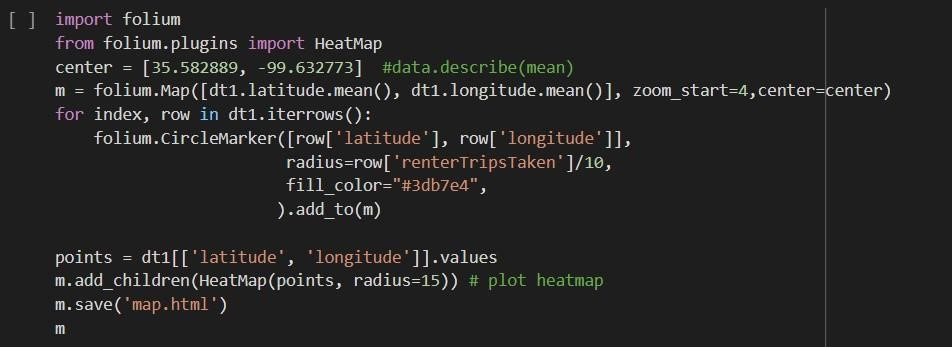 [ ] import folium
from folium.plugins import HeatMap
center = [35.582889, -99.632773]  #data.describe(mean)
m = folium.Map([dt1.latitude.mean(), dt1.longitude.mean()], zoom_start=4,center=center)
for index, row in dt1.iterrows():
    folium.CircleMarker([row['latitude'], row['longitude']],
                        radius=row['renterTripsTaken']/10,
                        fill_color="#3db7e4",
                       ).add_to(m)

points = dt1[['latitude', 'longitude']].values
m.add_children(HeatMap(points, radius=15)) # plot heatmap
m.save('map.html')
m